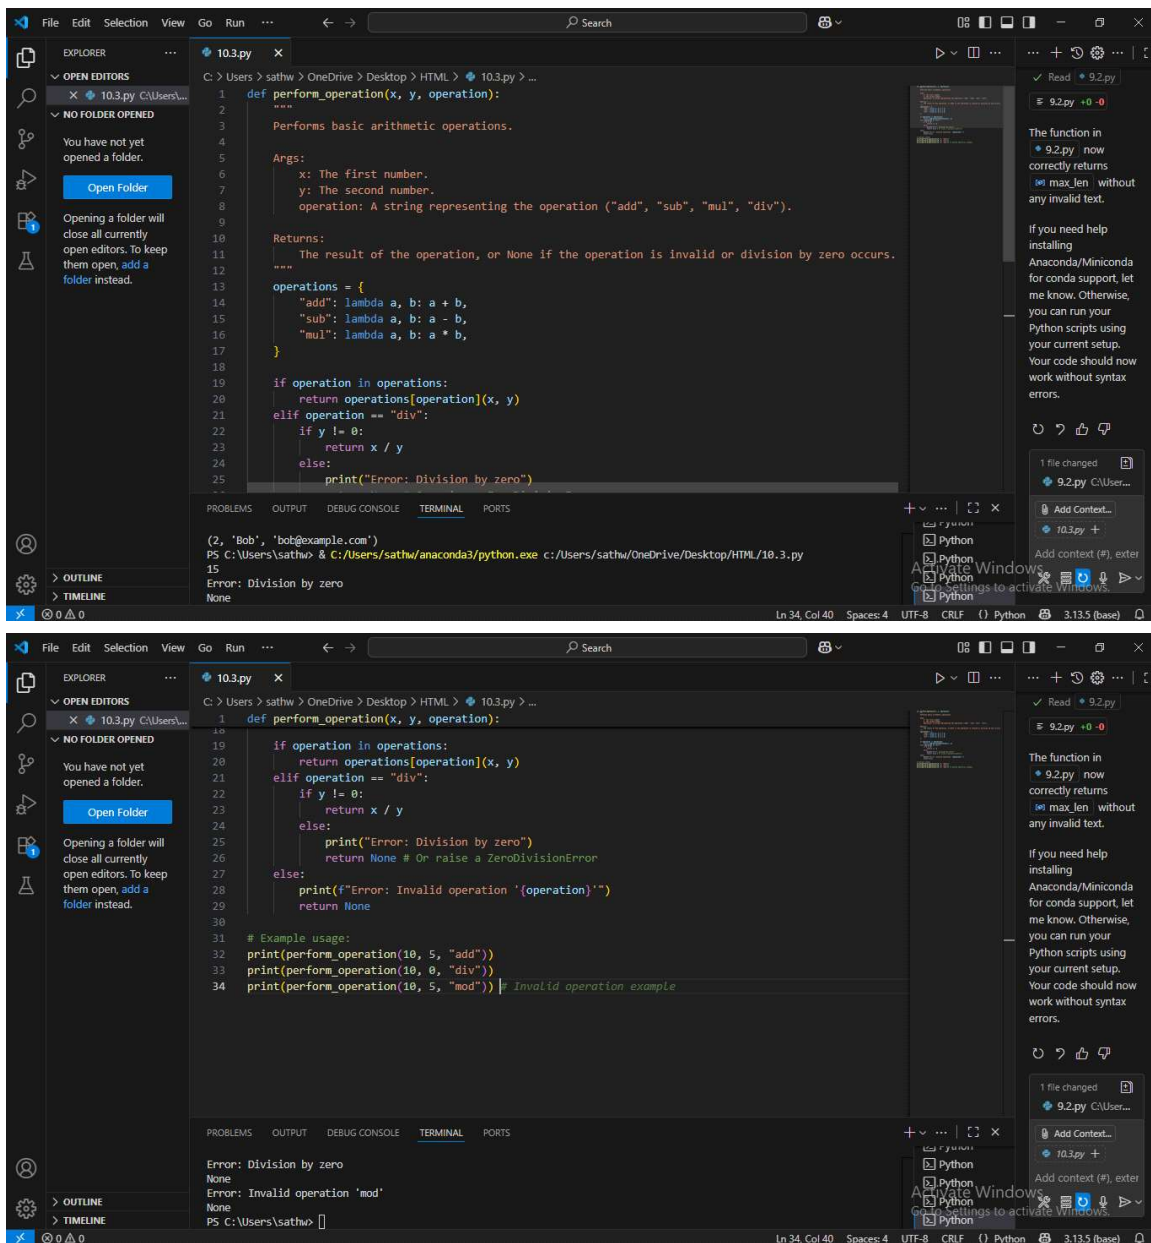 File Edit Selection View Go Run ··· Search
EXPLORER ···
OPEN EDITORS
10.3.py C:\Users\...
NO FOLDER OPENED
You have not yet
opened a folder.
Open Folder
Opening a folder will
close all currently
open editors. To keep
them open, add a
folder instead.
OUTLINE
TIMELINE
10.3.py
C: > Users > sathw > OneDrive > Desktop > HTML > 10.3.py > ...
1 def perform_operation(x, y, operation):
2 """
3 Performs basic arithmetic operations.
4
5 Args:
6 x: The first number.
7 y: The second number.
8 operation: A string representing the operation ("add", "sub", "mul", "div").
9
10 Returns:
11 The result of the operation, or None if the operation is invalid or division by zero occurs.
12 """
13 operations = {
14 "add": lambda a, b: a + b,
15 "sub": lambda a, b: a - b,
16 "mul": lambda a, b: a * b,
17 }
18
19 if operation in operations:
20 return operations[operation](x, y)
21 elif operation == "div":
22 if y != 0:
23 return x / y
24 else:
25 print("Error: Division by zero")
PROBLEMS OUTPUT DEBUG CONSOLE TERMINAL PORTS
(2, 'Bob', 'bob@example.com')
PS C:\Users\sathw> & C:/Users/sathw/anaconda3/python.exe c:/Users/sathw/OneDrive/Desktop/HTML/10.3.py
15
Error: Division by zero
None
Python
Python
Python
Python
Python
Read 9.2.py
9.2.py +0 -0
The function in
9.2.py now
correctly returns
max_len without
any invalid text.
If you need help
installing
Anaconda/Miniconda
for conda support, let
me know. Otherwise,
you can run your
Python scripts using
your current setup.
Your code should now
work without syntax
errors.
1 file changed
9.2.py C:\User...
Add Context...
10.3.py +
Add context (#), exter
Activate Windows
Go to Settings to activate Windows.
0 0 Ln 34, Col 40 Spaces: 4 UTF-8 CRLF {} Python 3.13.5 (base)
File Edit Selection View Go Run ··· Search
EXPLORER ···
OPEN EDITORS
10.3.py C:\Users\...
NO FOLDER OPENED
You have not yet
opened a folder.
Open Folder
Opening a folder will
close all currently
open editors. To keep
them open, add a
folder instead.
OUTLINE
TIMELINE
10.3.py
C: > Users > sathw > OneDrive > Desktop > HTML > 10.3.py > ...
1 def perform_operation(x, y, operation):
18
19 if operation in operations:
20 return operations[operation](x, y)
21 elif operation == "div":
22 if y != 0:
23 return x / y
24 else:
25 print("Error: Division by zero")
26 return None # Or raise a ZeroDivisionError
27 else:
28 print(f"Error: Invalid operation '{operation}'")
29 return None
30
31 # Example usage:
32 print(perform_operation(10, 5, "add"))
33 print(perform_operation(10, 0, "div"))
34 print(perform_operation(10, 5, "mod")) # Invalid operation example
PROBLEMS OUTPUT DEBUG CONSOLE TERMINAL PORTS
Error: Division by zero
None
Error: Invalid operation 'mod'
None
PS C:\Users\sathw>
Python
Python
Python
Python
Python
Read 9.2.py
9.2.py +0 -0
The function in
9.2.py now
correctly returns
max_len without
any invalid text.
If you need help
installing
Anaconda/Miniconda
for conda support, let
me know. Otherwise,
you can run your
Python scripts using
your current setup.
Your code should now
work without syntax
errors.
1 file changed
9.2.py C:\User...
Add Context...
10.3.py +
Add context (#), exter
Activate Windows
Go to Settings to activate Windows.
0 0 Ln 34, Col 40 Spaces: 4 UTF-8 CRLF {} Python 3.13.5 (base)